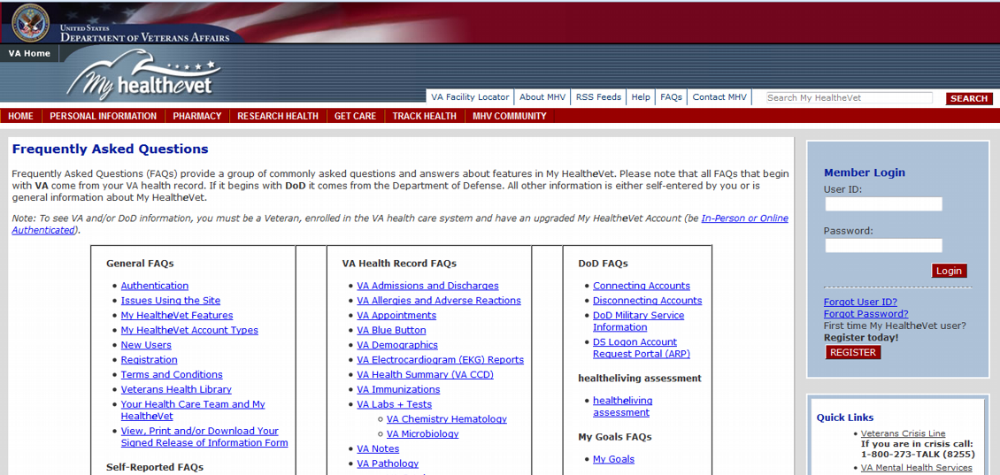 UNITED STATES
DEPARTMENT OF VETERANS AFFAIRS
VA Home
My healthevet
VA Facility Locator
About MHV
RSS Feeds
Help
FAQs
Contact MHV
Search My HealtheVet
SEARCH
HOME
PERSONAL INFORMATION
PHARMACY
RESEARCH HEALTH
GET CARE
TRACK HEALTH
MHV COMMUNITY
Frequently Asked Questions
Frequently Asked Questions (FAQs) provide a group of commonly asked questions and answers about features in My HealtheVet. Please note that all FAQs that begin
with VA come from your VA health record. If it begins with DoD it comes from the Department of Defense. All other information is either self-entered by you or is
general information about My HealtheVet.
Note: To see VA and/or DoD information, you must be a Veteran, enrolled in the VA health care system and have an upgraded My HealtheVet Account (be In-Person or Online
Authenticated).
General FAQs
Authentication
Issues Using the Site
My HealtheVet Features
My HealtheVet Account Types
New Users
Registration
Terms and Conditions
Veterans Health Library
Your Health Care Team and My
HealtheVet
View, Print and/or Download Your
Signed Release of Information Form
Self-Reported FAQs
VA Health Record FAQs
VA Admissions and Discharges
VA Allergies and Adverse Reactions
VA Appointments
VA Blue Button
VA Demographics
VA Electrocardiogram (EKG) Reports
VA Health Summary (VA CCD)
VA Immunizations
VA Labs + Tests
VA Chemistry Hematology
VA Microbiology
VA Notes
VA Pathology
DoD FAQs
Connecting Accounts
Disconnecting Accounts
DoD Military Service
Information
DS Logon Account
Request Portal (ARP)
healtheliving assessment
healtheliving
assessment
My Goals FAQs
My Goals
Member Login
User ID:
Password:
Login
Forgot User ID?
Forgot Password?
First time My HealtheVet user?
Register today!
REGISTER
Quick Links
Veterans Crisis Line
If you are in crisis call:
1-800-273-TALK (8255)
VA Mental Health Services